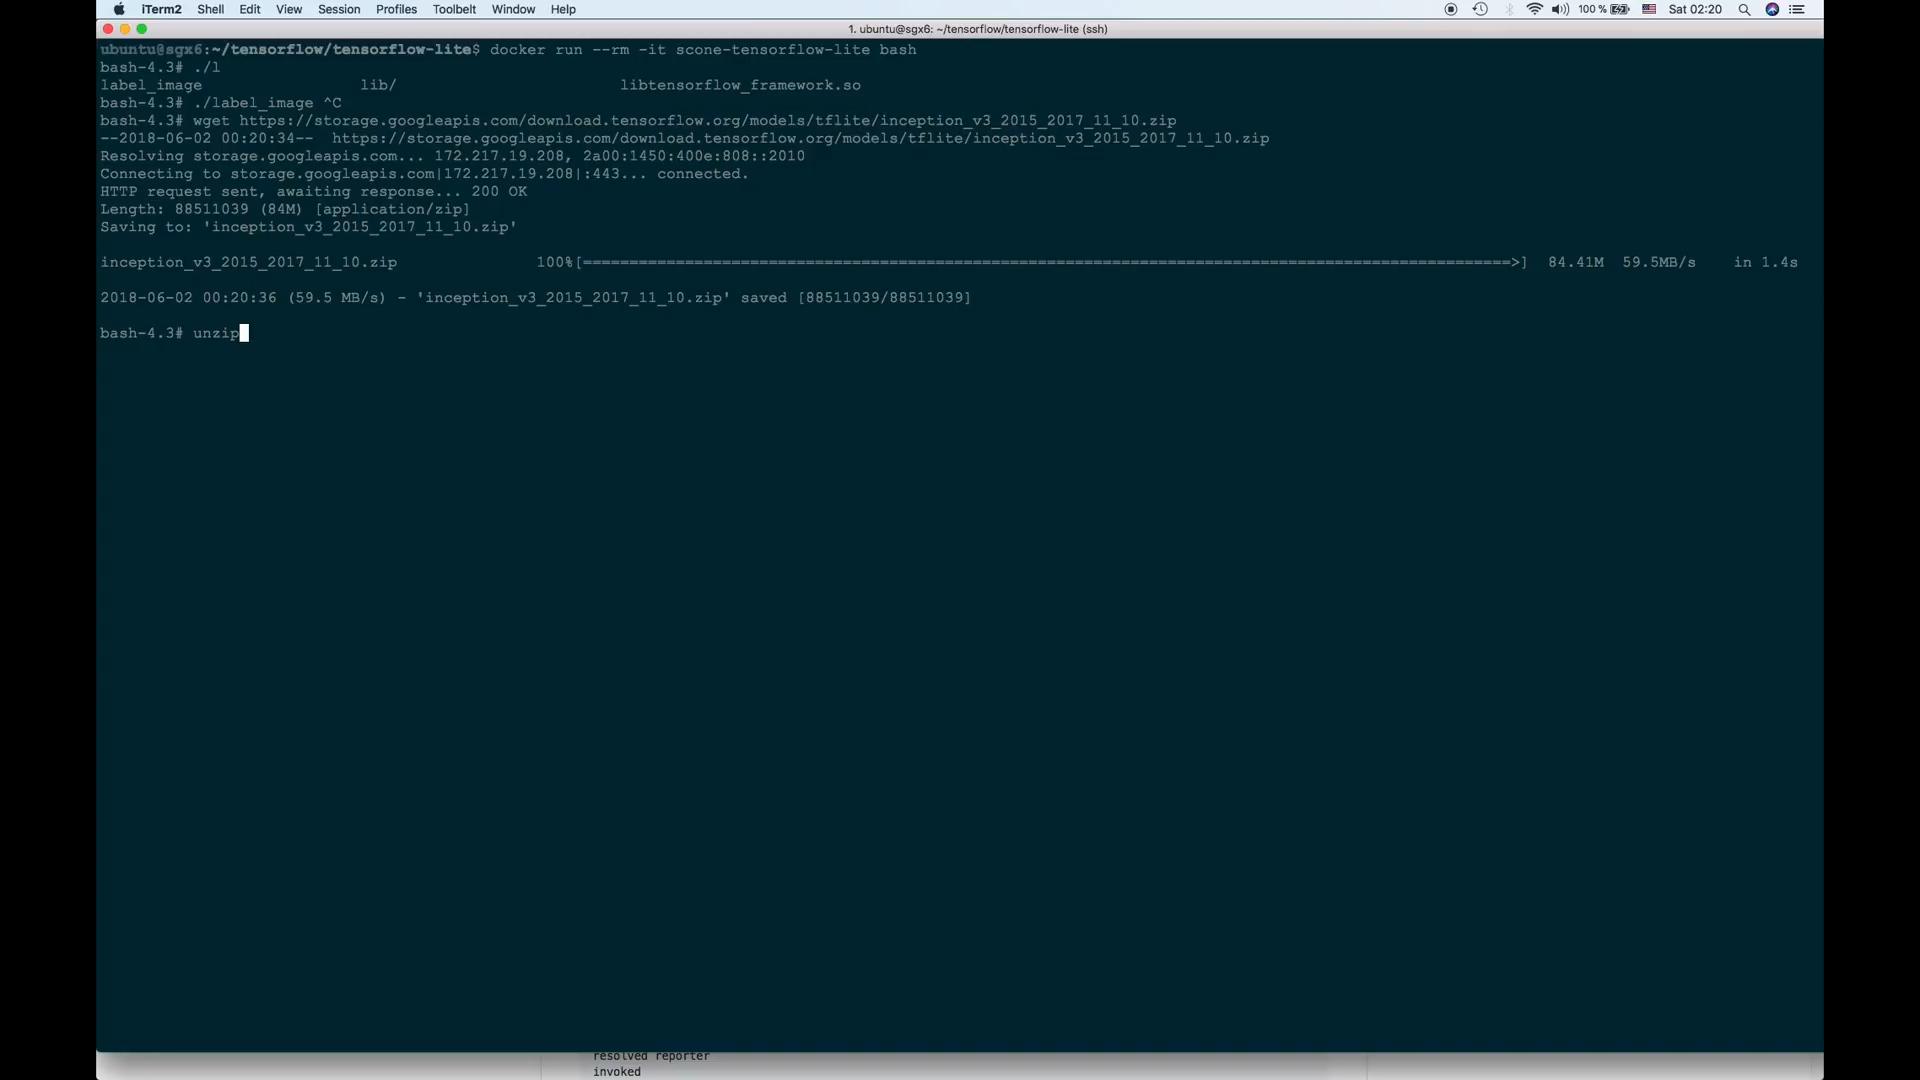 iTerm2 Shell Edit View Session Profiles Toolbelt Window Help 100 % Sat 02:20
1. ubuntu@sgx6: ~/tensorflow/tensorflow-lite (ssh)
ubuntu@sgx6:~/tensorflow/tensorflow-lite$ docker run --rm -it scone-tensorflow-lite bash
bash-4.3# ./l
label_image lib/ libtensorflow_framework.so
bash-4.3# ./label_image ^C
bash-4.3# wget https://storage.googleapis.com/download.tensorflow.org/models/tflite/inception_v3_2015_2017_11_10.zip
--2018-06-02 00:20:34-- https://storage.googleapis.com/download.tensorflow.org/models/tflite/inception_v3_2015_2017_11_10.zip
Resolving storage.googleapis.com... 172.217.19.208, 2a00:1450:400e:808::2010
Connecting to storage.googleapis.com|172.217.19.208|:443... connected.
HTTP request sent, awaiting response... 200 OK
Length: 88511039 (84M) [application/zip]
Saving to: 'inception_v3_2015_2017_11_10.zip'
inception_v3_2015_2017_11_10.zip 100%[====================================================================================================>] 84.41M 59.5MB/s in 1.4s
2018-06-02 00:20:36 (59.5 MB/s) - 'inception_v3_2015_2017_11_10.zip' saved [88511039/88511039]
bash-4.3# unzip
resolved reporter
invoked